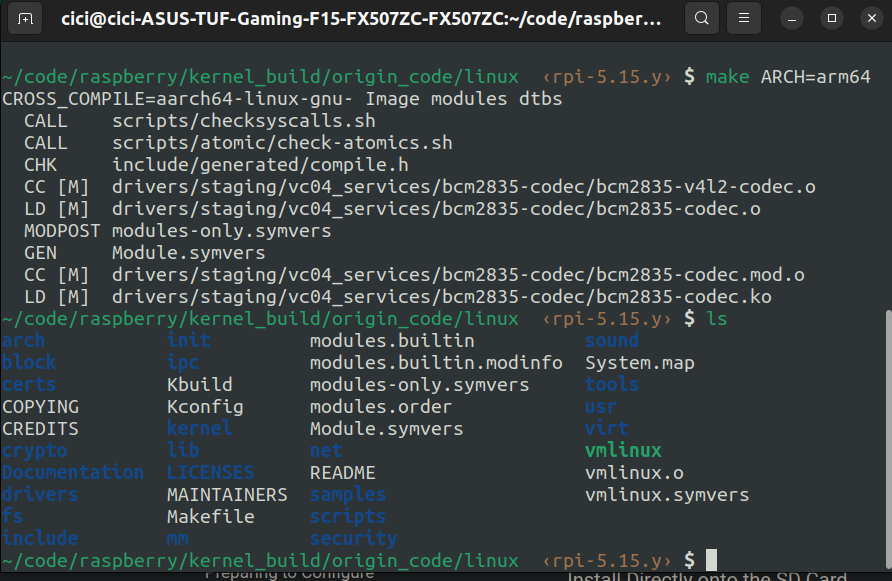 cici@cici-ASUS-TUF-Gaming-F15-FX507ZC-FX507ZC:~/code/raspber...
~/code/raspberry/kernel_build/origin_code/linux  ‹rpi-5.15.y› $ make ARCH=arm64
CROSS_COMPILE=aarch64-linux-gnu- Image modules dtbs
  CALL    scripts/checksyscalls.sh
  CALL    scripts/atomic/check-atomics.sh
  CHK     include/generated/compile.h
  CC [M]  drivers/staging/vc04_services/bcm2835-codec/bcm2835-v4l2-codec.o
  LD [M]  drivers/staging/vc04_services/bcm2835-codec/bcm2835-codec.o
  MODPOST modules-only.symvers
  GEN     Module.symvers
  CC [M]  drivers/staging/vc04_services/bcm2835-codec/bcm2835-codec.mod.o
  LD [M]  drivers/staging/vc04_services/bcm2835-codec/bcm2835-codec.ko
~/code/raspberry/kernel_build/origin_code/linux  ‹rpi-5.15.y› $ ls
arch           init         modules.builtin          sound
block          ipc          modules.builtin.modinfo  System.map
certs          Kbuild       modules-only.symvers     tools
COPYING        Kconfig      modules.order            usr
CREDITS        kernel       Module.symvers           virt
crypto         lib          net                      vmlinux
Documentation  LICENSES     README                   vmlinux.o
drivers        MAINTAINERS  samples                  vmlinux.symvers
fs             Makefile     scripts
include        mm           security
~/code/raspberry/kernel_build/origin_code/linux  ‹rpi-5.15.y› $
Preparing to Configure
Install Directly onto the SD Card